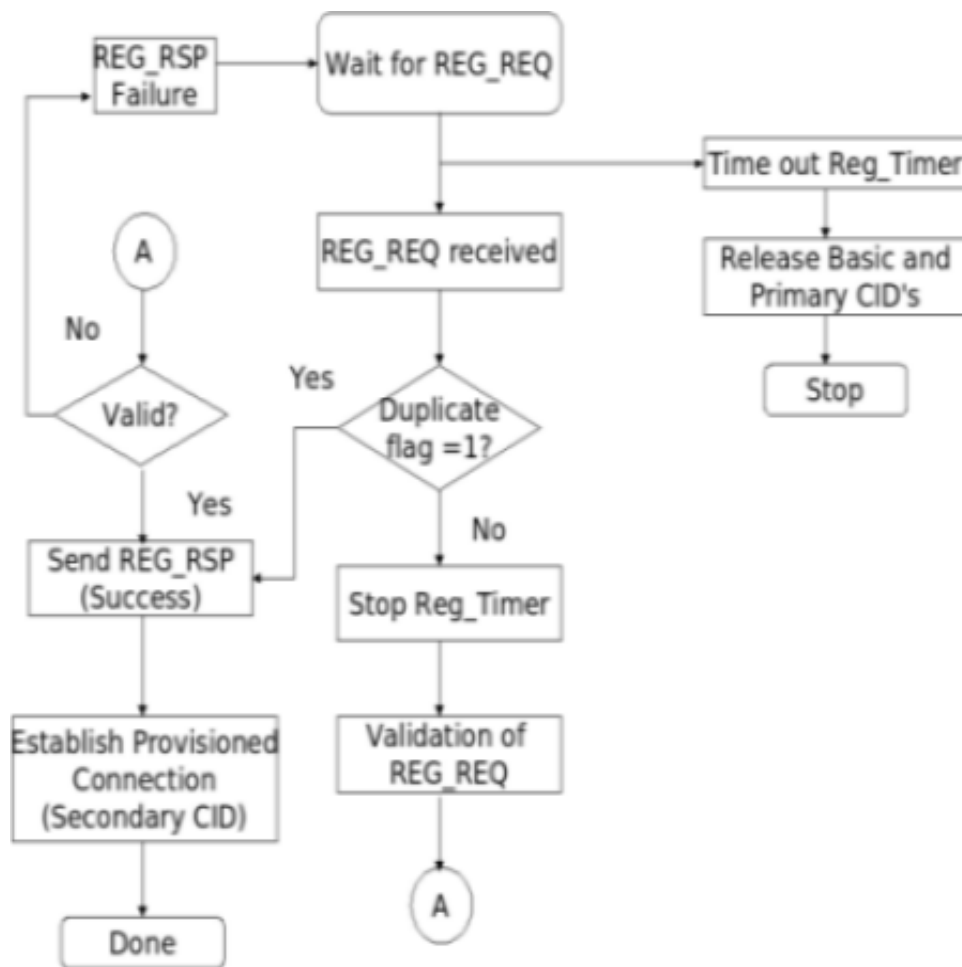 REG_RSP
Failure
Wait for REG_REQ
Time out Reg_Timer
REG_REQ received
Release Basic and
Primary CID's
Stop
A
No
Valid?
Yes
Duplicate
flag =1?
Yes
No
Send REG_RSP
(Success)
Stop Reg_Timer
Establish Provisioned
Connection
(Secondary CID)
Validation of
REG_REQ
A
Done